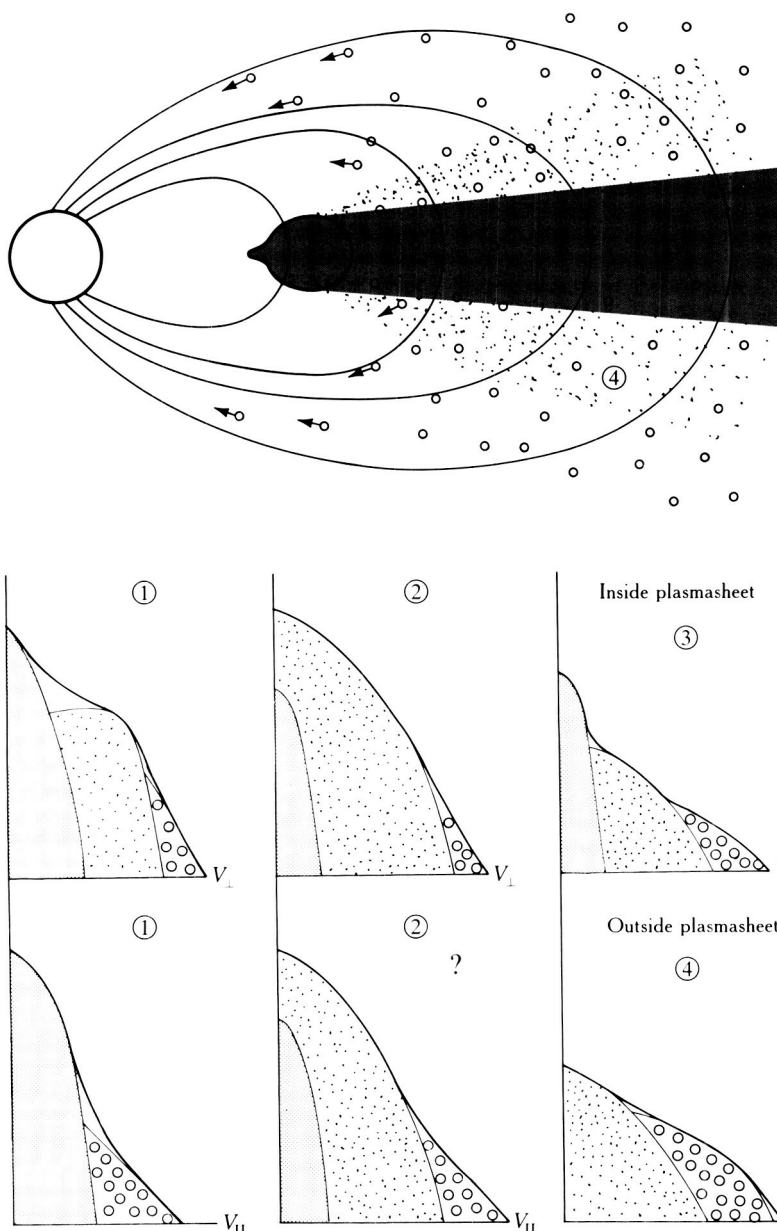 ④
①
②
Inside plasmasheet
③
V⊥
V⊥
①
②
?
Outside plasmasheet
④
V||
V||